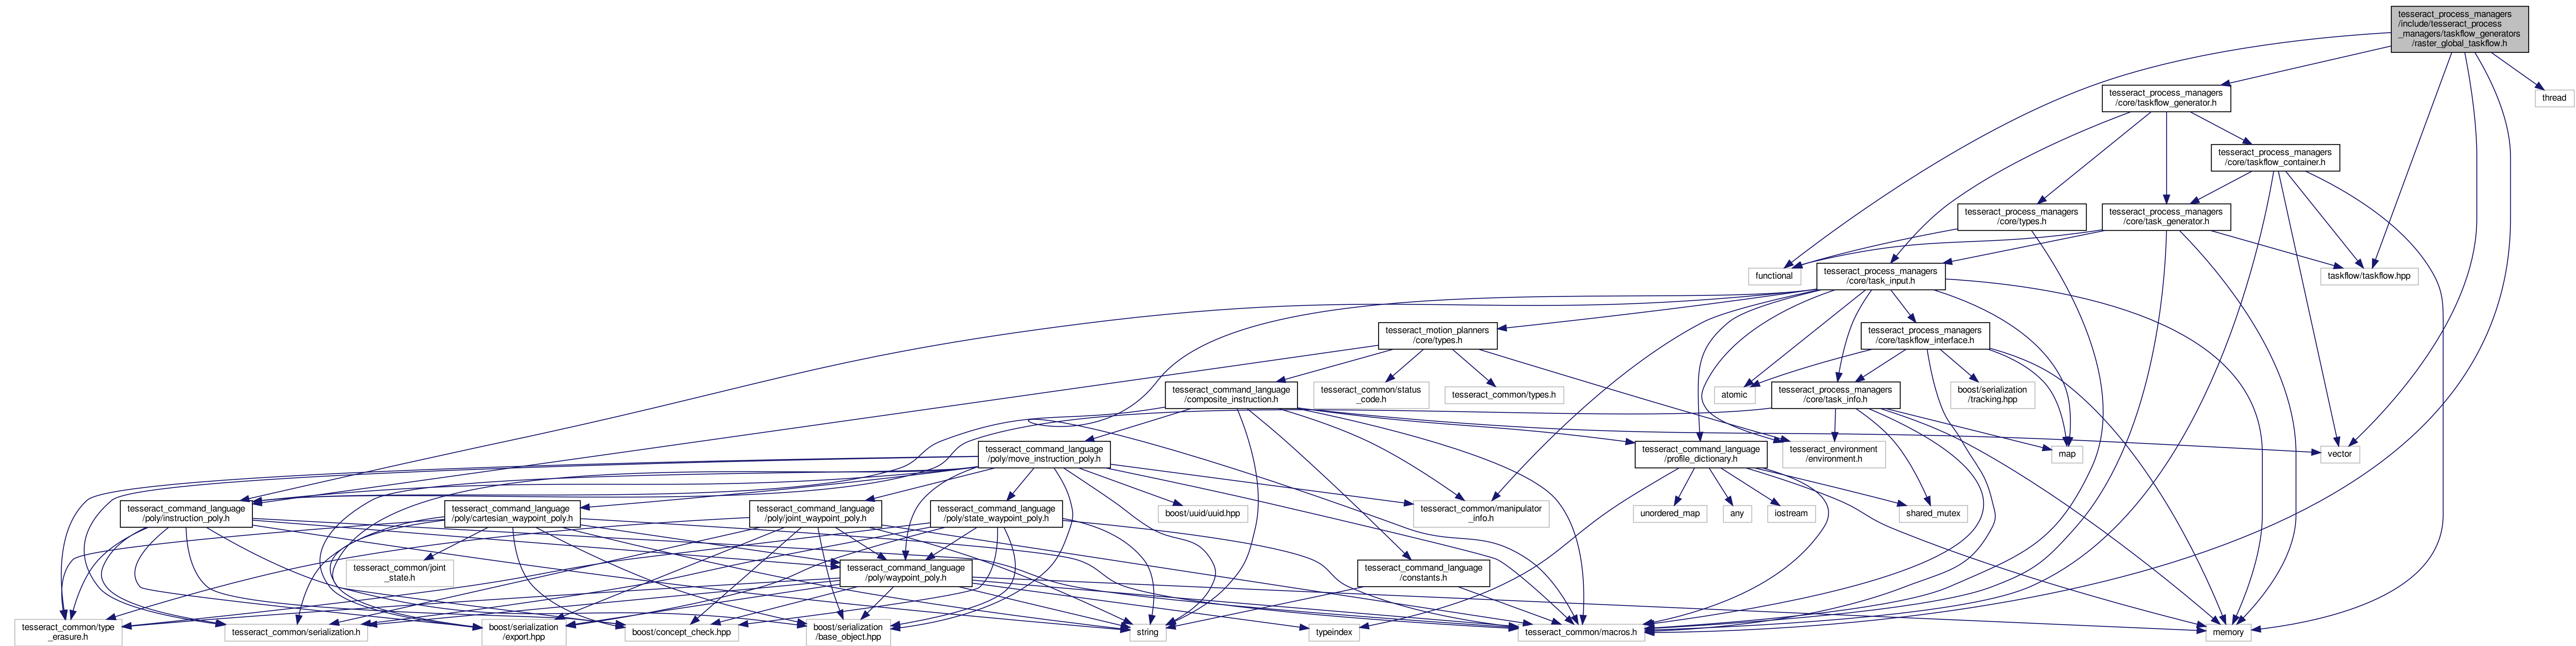 tesseract_process_managers
/include/tesseract_process
_managers/taskflow_generators
/raster_global_taskflow.h
tesseract_process_managers
/core/taskflow_generator.h
thread
tesseract_process_managers
/core/taskflow_container.h
tesseract_process_managers
/core/types.h
tesseract_process_managers
/core/task_generator.h
functional
tesseract_process_managers
/core/task_input.h
taskflow/taskflow.hpp
tesseract_motion_planners
/core/types.h
tesseract_process_managers
/core/taskflow_interface.h
tesseract_command_language
/composite_instruction.h
tesseract_common/status
_code.h
tesseract_common/types.h
atomic
tesseract_process_managers
/core/task_info.h
boost/serialization
/tracking.hpp
tesseract_command_language
/poly/move_instruction_poly.h
tesseract_command_language
/profile_dictionary.h
tesseract_environment
/environment.h
map
vector
tesseract_command_language
/poly/instruction_poly.h
tesseract_command_language
/poly/cartesian_waypoint_poly.h
tesseract_command_language
/poly/joint_waypoint_poly.h
tesseract_command_language
/poly/state_waypoint_poly.h
boost/uuid/uuid.hpp
tesseract_common/manipulator
_info.h
unordered_map
any
iostream
shared_mutex
tesseract_common/joint
_state.h
tesseract_command_language
/poly/waypoint_poly.h
tesseract_command_language
/constants.h
tesseract_common/type
_erasure.h
tesseract_common/serialization.h
boost/serialization
/export.hpp
boost/concept_check.hpp
boost/serialization
/base_object.hpp
string
typeindex
tesseract_common/macros.h
memory